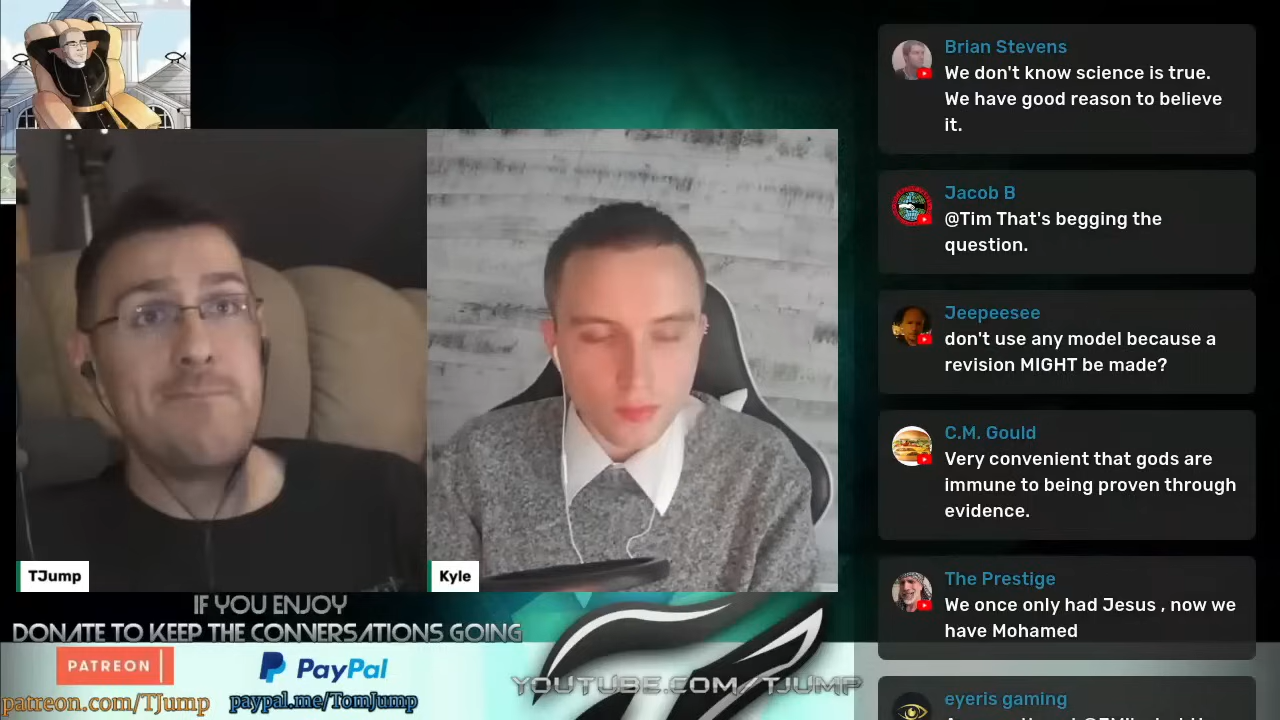 Brian Stevens
We don't know science is true.
We have good reason to believe
it.
Jacob B
@Tim That's begging the
question.
Jeepeesee
don't use any model because a
revision MIGHT be made?
C.M. Gould
Very convenient that gods are
immune to being proven through
evidence.
The Prestige
We once only had Jesus , now we
have Mohamed
eyeris gaming
TJump
Kyle
IF YOU ENJOY
DONATE TO KEEP THE CONVERSATIONS GOING
PATREON
PayPal
patreon.com/TJump
paypal.me/TomJump
YOUTUBE.COM/TJUMP